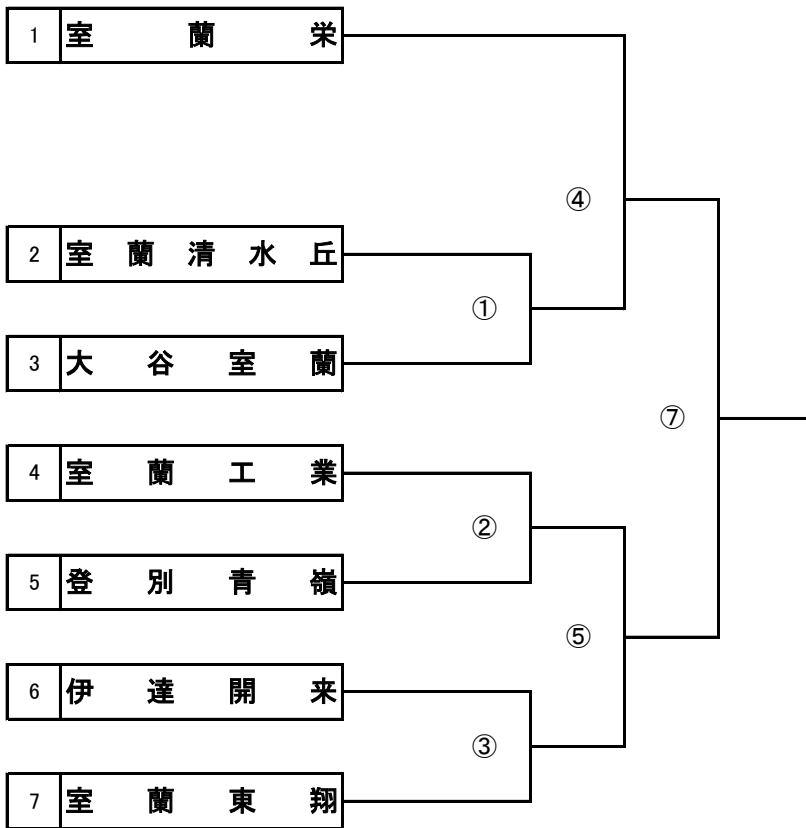 1 室蘭栄
④
2 室蘭清水丘
①
3 大谷室蘭
⑦
4 室蘭工業
②
5 登別青嶺
⑤
6 伊達開来
③
7 室蘭東翔